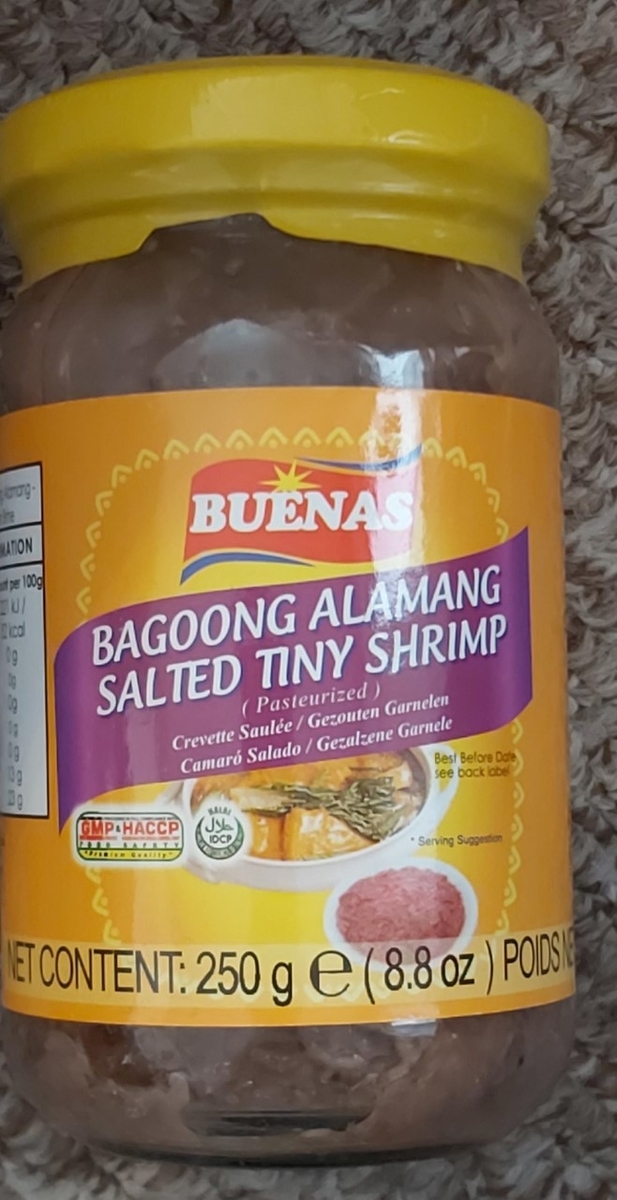 BUENAS
BAGOONG ALAMANG
SALTED TINY SHRIMP
( Pasteurized )
Crevette Saulée / Gezouten Garnelen
Camaró Salado / Gezalzene Garnele
Best Before Date
see back label
MATION
per 100g
kcal
GMP & HACCP
FOOD SAFETY
"Premium Quality"
HALAL
حلال
IDCP
* Serving Suggestion
NET CONTENT: 250 g e ( 8.8 oz ) POIDS